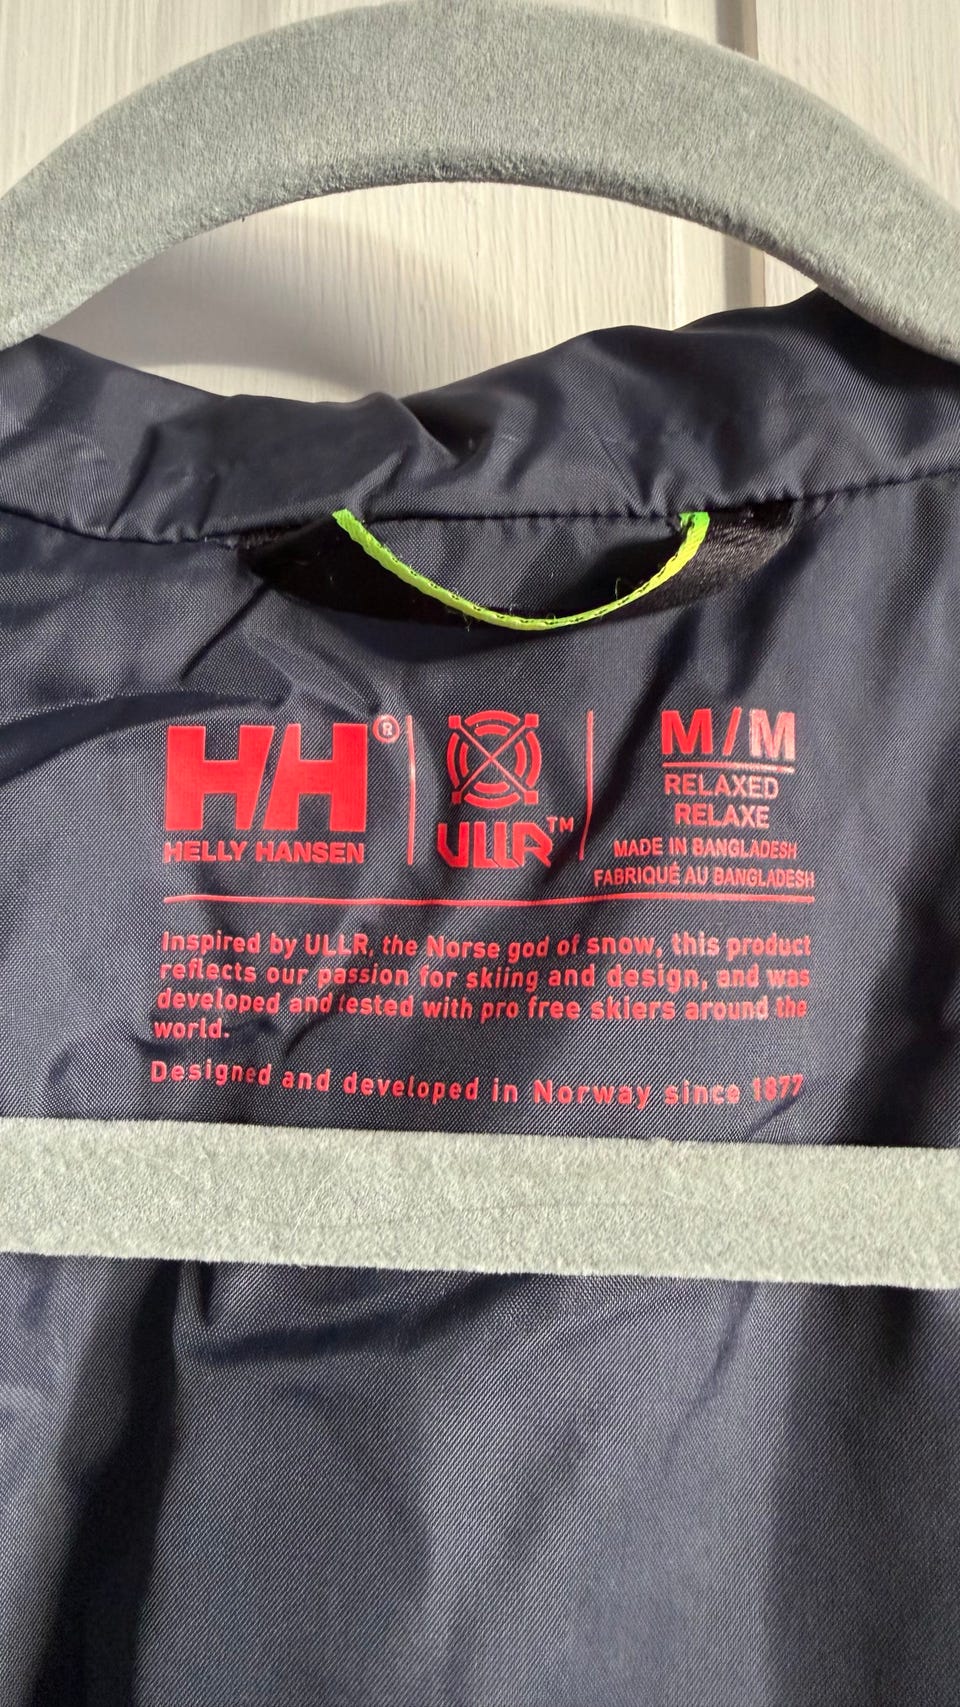 HH®
HELLY HANSEN
ULLR™
M/M
RELAXED
RELAXE
MADE IN BANGLADESH
FABRIQUÉ AU BANGLADESH
Inspired by ULLR, the Norse god of snow, this product
reflects our passion for skiing and design, and was
developed and tested with pro free skiers around the
world.
Designed and developed in Norway since 1877